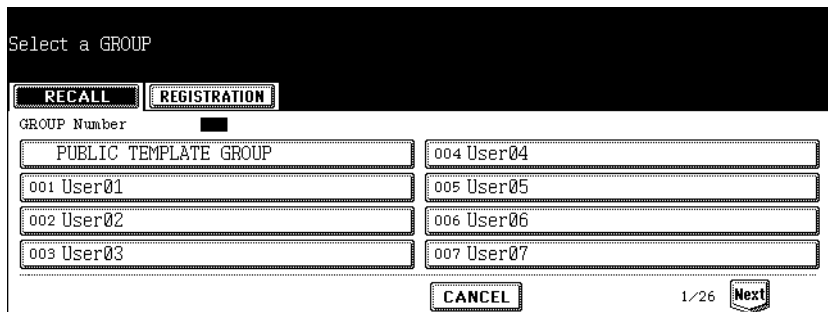 Select a GROUP
RECALL REGISTRATION
GROUP Number
PUBLIC TEMPLATE GROUP 004 User04
001 User01 005 User05
002 User02 006 User06
003 User03 007 User07
CANCEL 1/26 Next